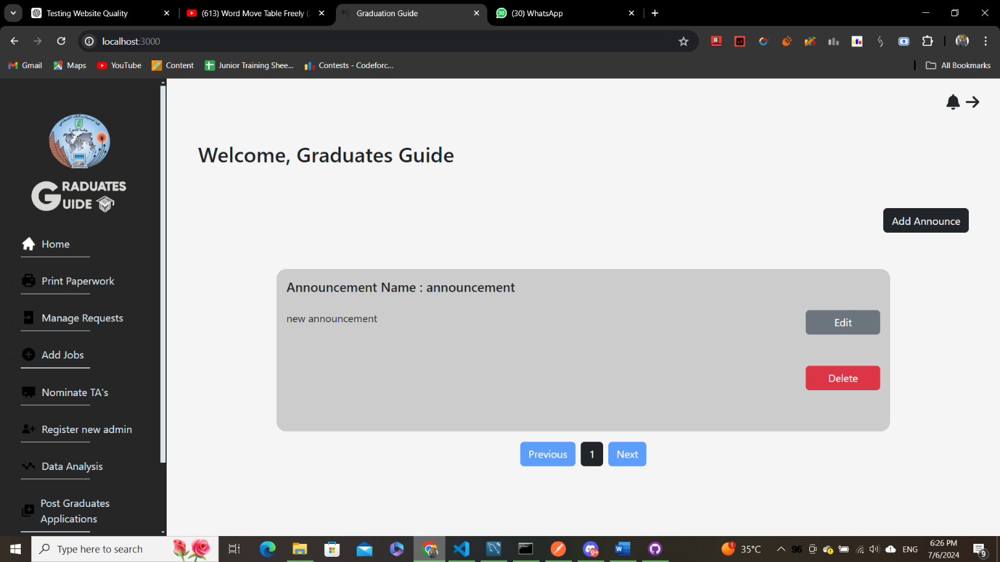 Testing Website Quality
(613) Word Move Table Freely (
Graduation Guide
30
(30) WhatsApp
localhost:3000
Gmail
Maps
YouTube
Content
Junior Training Shee...
Contests - Codeforc...
All Bookmarks
GRADUATES
GUIDE
Home
Print Paperwork
Manage Requests
Add Jobs
Nominate TA's
Register new admin
Data Analysis
Post Graduates
Applications
Welcome, Graduates Guide
Add Announce
Announcement Name : announcement
new announcement
Edit
Delete
Previous
1
Next
Type here to search
9+
1
35°C
96
ENG
6:26 PM
7/6/2024
9